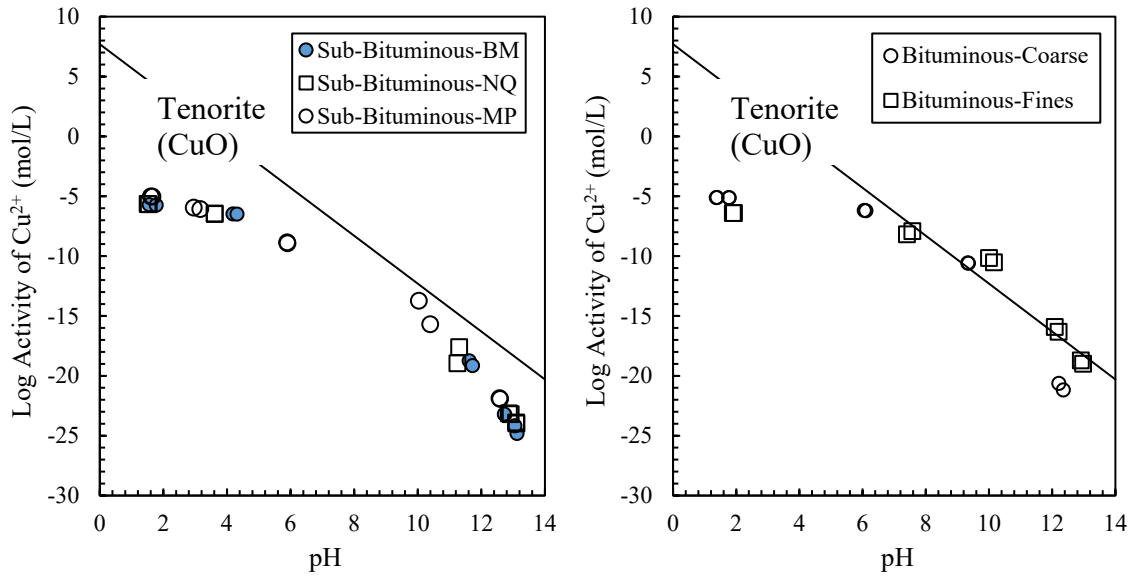 10
5
0
-5
-10
-15
-20
-25
-30
Log Activity of Cu²⁺ (mol/L)
0 2 4 6 8 10 12 14
pH
Tenorite
(CuO)
Sub-Bituminous-BM
Sub-Bituminous-NQ
Sub-Bituminous-MP
10
5
0
-5
-10
-15
-20
-25
-30
Log Activity of Cu²⁺ (mol/L)
0 2 4 6 8 10 12 14
pH
Tenorite
(CuO)
Bituminous-Coarse
Bituminous-Fines